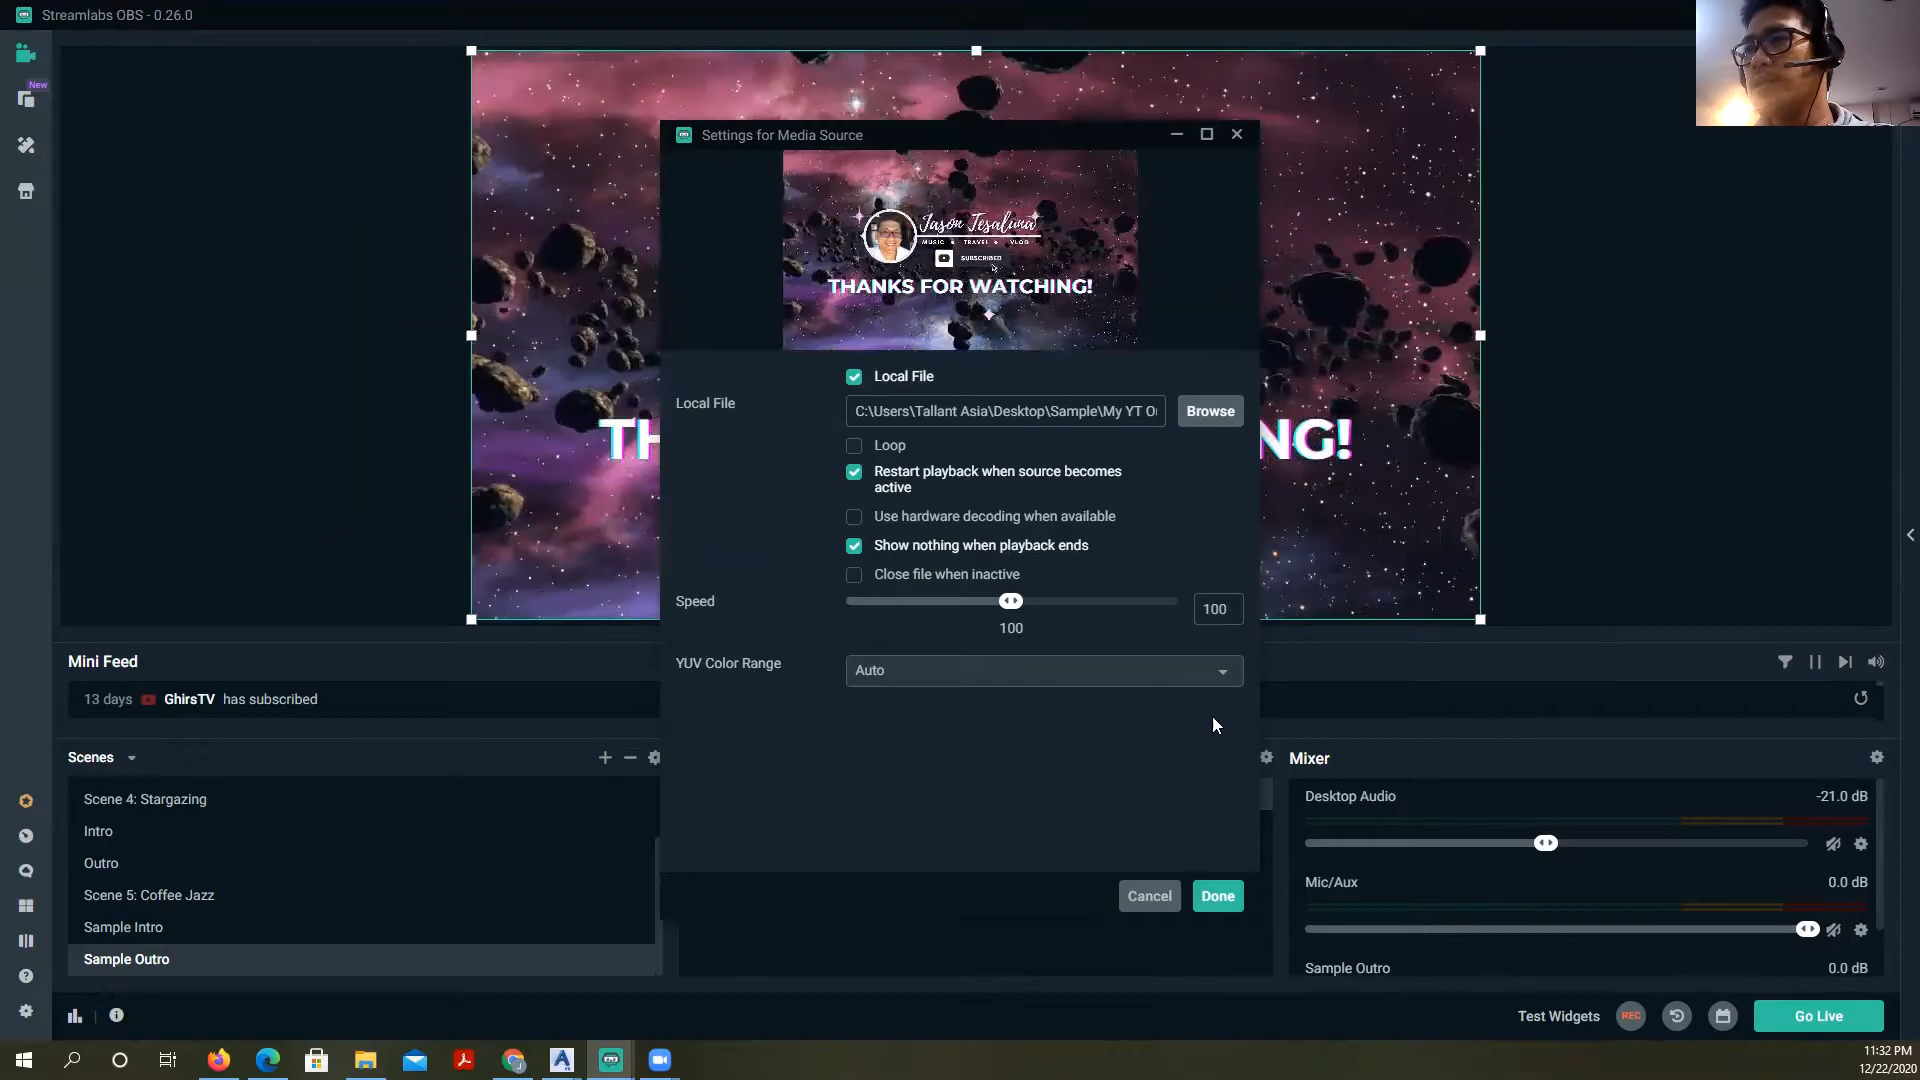 Streamlabs OBS - 0.26.0
New
Settings for Media Source
Jason Tesaluna
MUSIC • TRAVEL • VLOG
SUBSCRIBED
THANKS FOR WATCHING!
Local File
Local File
C:\Users\Tallant Asia\Desktop\Sample\My YT O
Browse
Loop
Restart playback when source becomes
active
Use hardware decoding when available
Show nothing when playback ends
Close file when inactive
Speed
100
100
YUV Color Range
Auto
Cancel
Done
TH
NG!
Mini Feed
13 days GhirsTV has subscribed
Scenes
Scene 4: Stargazing
Intro
Outro
Scene 5: Coffee Jazz
Sample Intro
Sample Outro
Mixer
Desktop Audio -21.0 dB
Mic/Aux 0.0 dB
Sample Outro 0.0 dB
Test Widgets
REC
Go Live
11:32 PM
12/22/2020